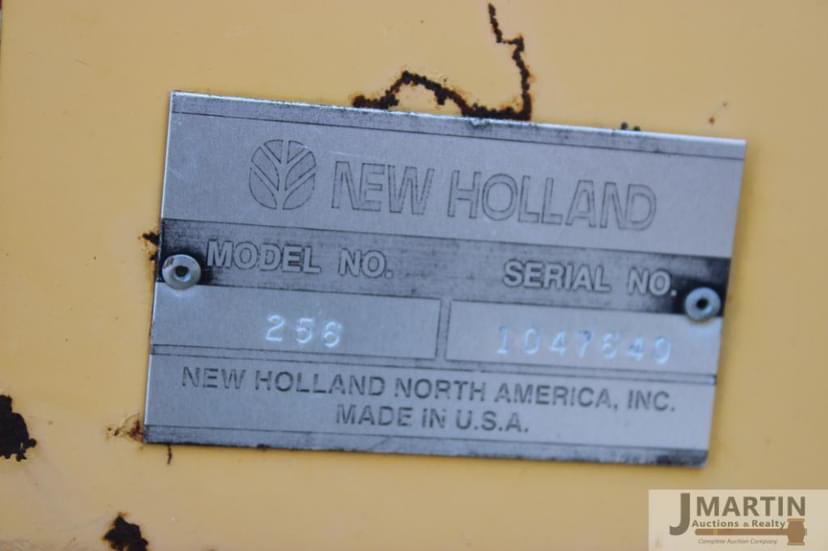 NEW HOLLAND
MODEL NO. SERIAL NO.
256 1047640
NEW HOLLAND NORTH AMERICA, INC.
MADE IN U.S.A.
JMARTIN
Auctions & Realty
Complete Auction Company